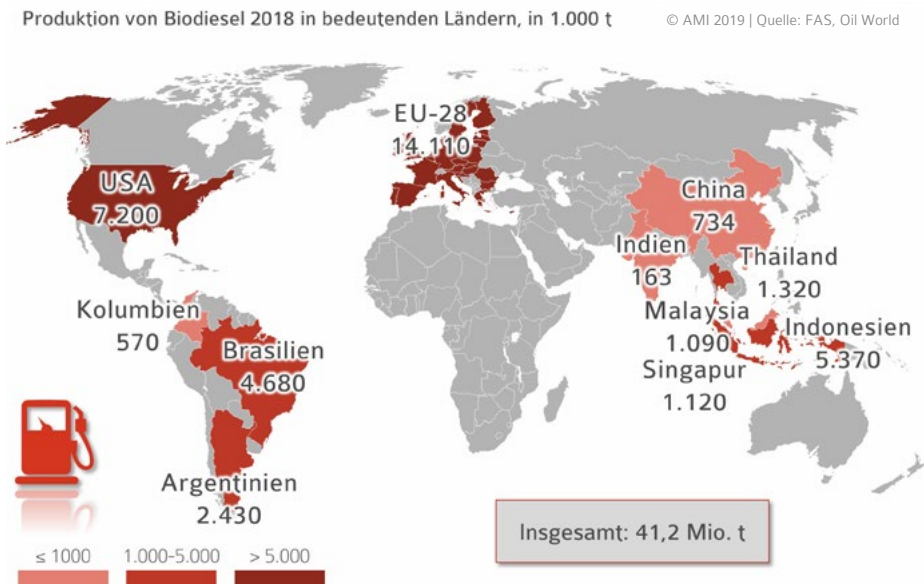 Produktion von Biodiesel 2018 in bedeutenden Ländern, in 1.000 t
© AMI 2019 | Quelle: FAS, Oil World
EU-28
14.110
USA
7.200
China
734
Indien
163
Thailand
1.320
Kolumbien
570
Malaysia
1.090
Indonesien
5.370
Brasilien
4.680
Singapur
1.120
Argentinien
2.430
Insgesamt: 41,2 Mio. t
≤ 1000
1.000-5.000
> 5.000